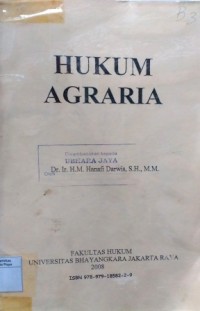 HUKUM
AGRARIA
Dr. Ir. H.M. Hanafi Darwis, S.H., M.M.
FAKULTAS HUKUM
UNIVERSITAS BHAYANGKARA JAKARTA RAYA
2008